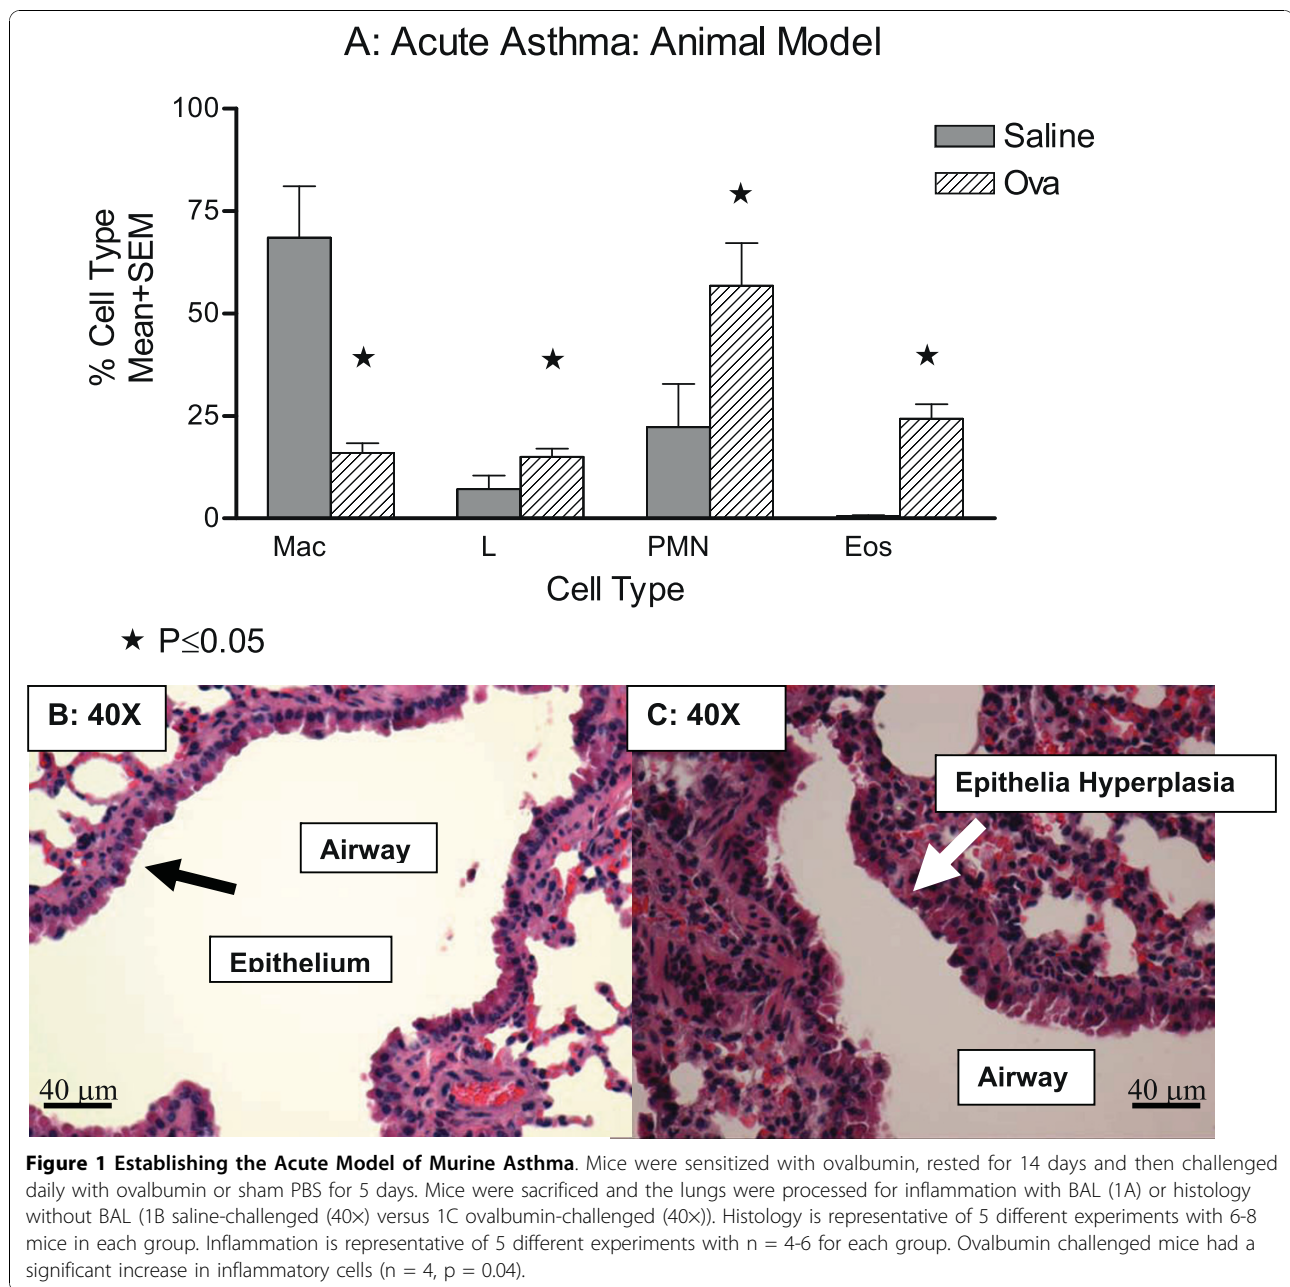 A: Acute Asthma: Animal Model
100
75
50
25
0
% Cell Type
Mean+SEM
Saline
Ova
★
★
★
★
Mac L PMN Eos
Cell Type
★ P≤0.05
B: 40X
Airway
Epithelium
40 µm
C: 40X
Epithelia Hyperplasia
Airway
40 µm
Figure 1 Establishing the Acute Model of Murine Asthma. Mice were sensitized with ovalbumin, rested for 14 days and then challenged
daily with ovalbumin or sham PBS for 5 days. Mice were sacrificed and the lungs were processed for inflammation with BAL (1A) or histology
without BAL (1B saline-challenged (40×) versus 1C ovalbumin-challenged (40×)). Histology is representative of 5 different experiments with 6-8
mice in each group. Inflammation is representative of 5 different experiments with n = 4-6 for each group. Ovalbumin challenged mice had a
significant increase in inflammatory cells (n = 4, p = 0.04).